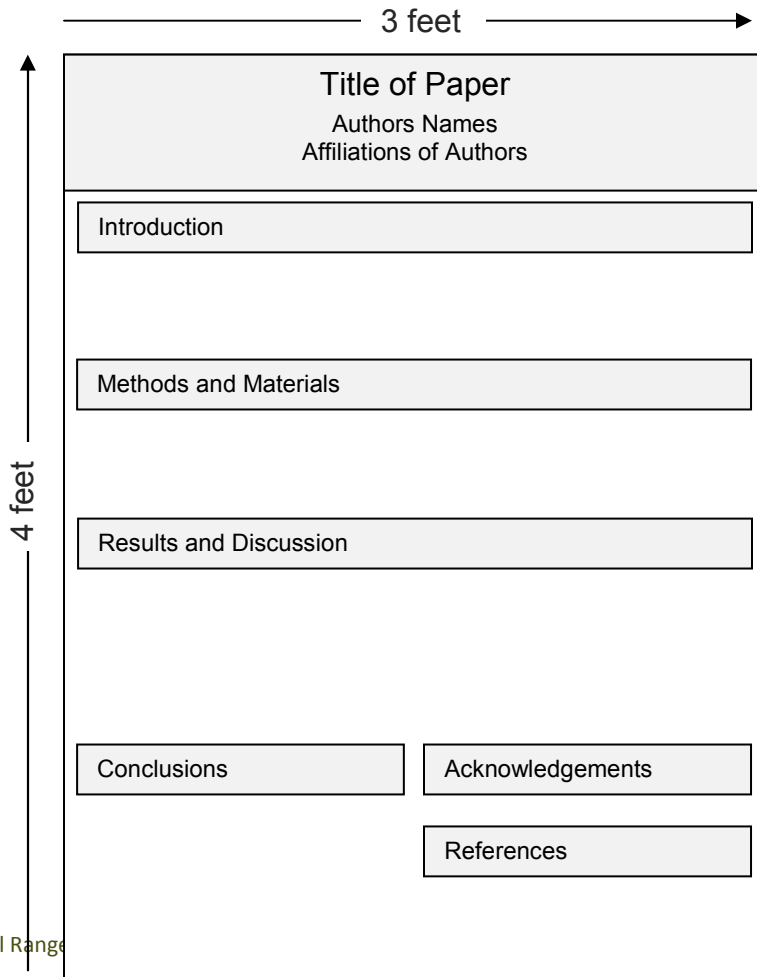 3 feet
Title of Paper
Authors Names
Affiliations of Authors
Introduction
Methods and Materials
4 feet
Results and Discussion
Conclusions
Acknowledgements
References
l Range